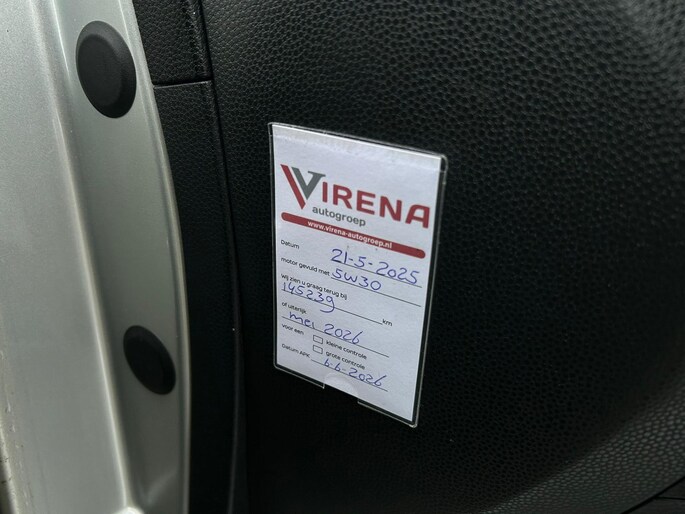 VIRENA
autogroep
www.virena-autogroep.nl
Datum 21-5-2025
motor gevuld met 5W30
wij zien u graag terug bij
145239 km
of uiterlijk
mei 2026
voor een kleine controle
grote controle
Datum APK 6-6-2026